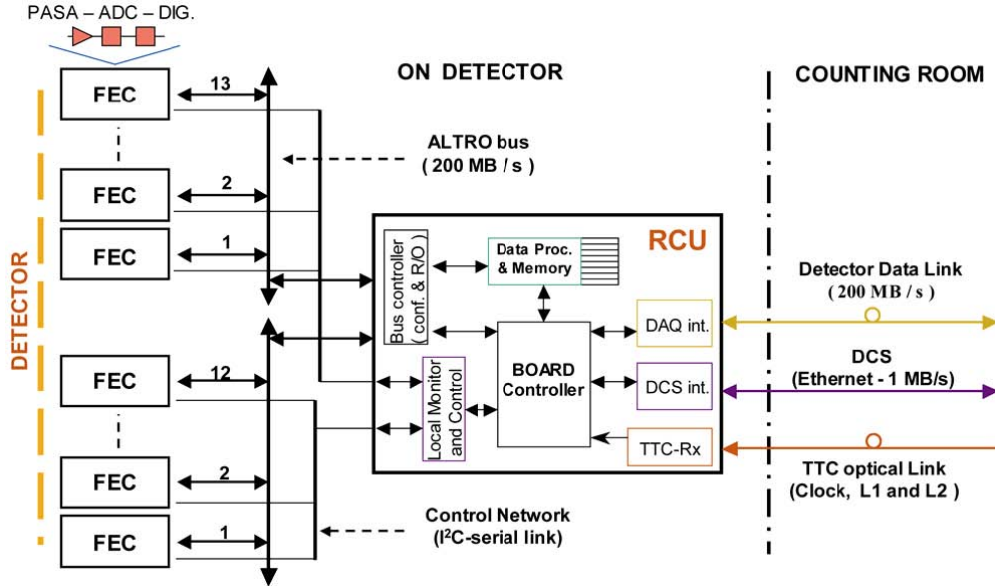 PASA – ADC – DIG.
ON DETECTOR
COUNTING ROOM
FEC
13
ALTRO bus
( 200 MB / s )
FEC
2
FEC
1
DETECTOR
RCU
Bus controller
( conf. & R/O )
Data Proc.
& Memory
Detector Data Link
( 200 MB / s )
DAQ int.
BOARD
Controller
DCS
(Ethernet - 1 MB/s)
DCS int.
FEC
12
Local Monitor
and Control
TTC-Rx
TTC optical Link
(Clock, L1 and L2 )
FEC
2
Control Network
(I²C-serial link)
FEC
1